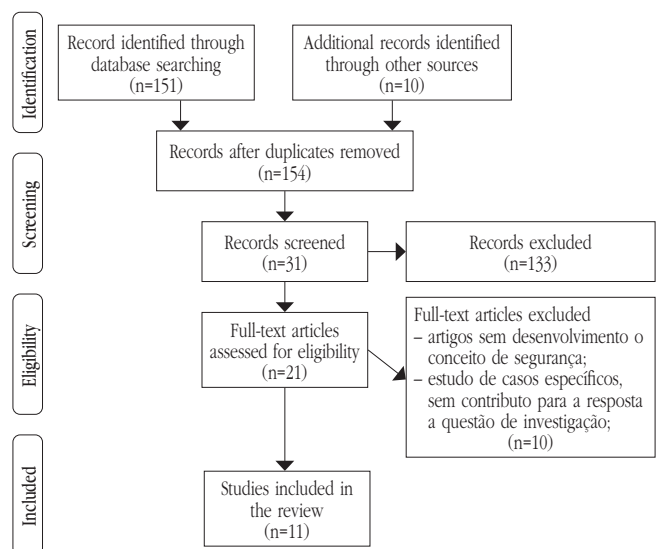 Identification
Record identified through
database searching
(n=151)
Additional records identified
through other sources
(n=10)
Records after duplicates removed
(n=154)
Screening
Records screened
(n=31)
Records excluded
(n=133)
Eligibility
Full-text articles
assessed for eligibility
(n=21)
Full-text articles excluded
– artigos sem desenvolvimento o
conceito de segurança;
– estudo de casos específicos,
sem contributo para a resposta
a questão de investigação;
(n=10)
Included
Studies included in
the review
(n=11)